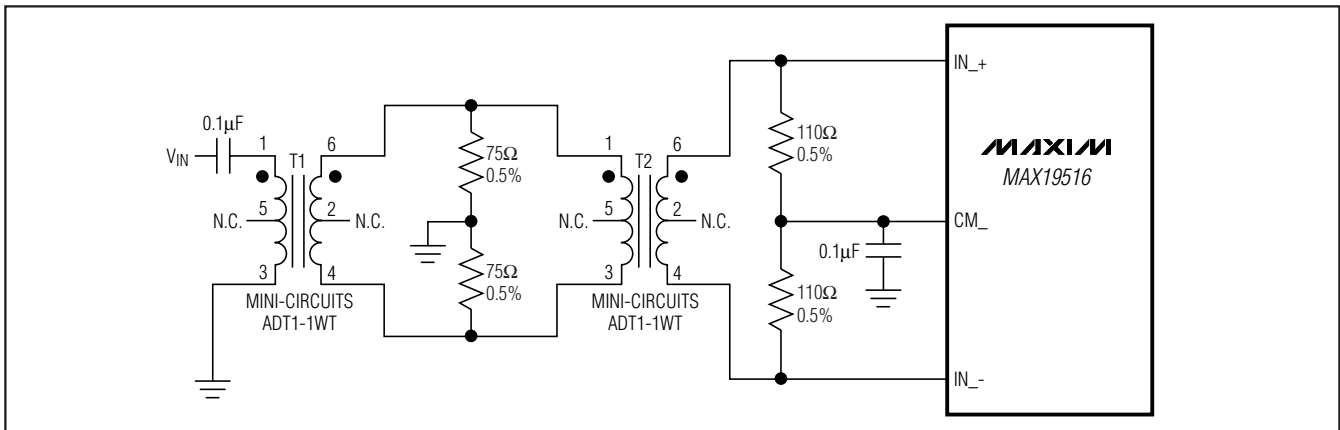 0.1μF
VIN
1
T1
6
5
2
N.C.
N.C.
3
4
MINI-CIRCUITS
ADT1-1WT
75Ω
0.5%
75Ω
0.5%
1
T2
6
5
2
N.C.
N.C.
3
4
MINI-CIRCUITS
ADT1-1WT
110Ω
0.5%
0.1μF
110Ω
0.5%
IN_+
MAXIM
MAX19516
CM_
IN_-